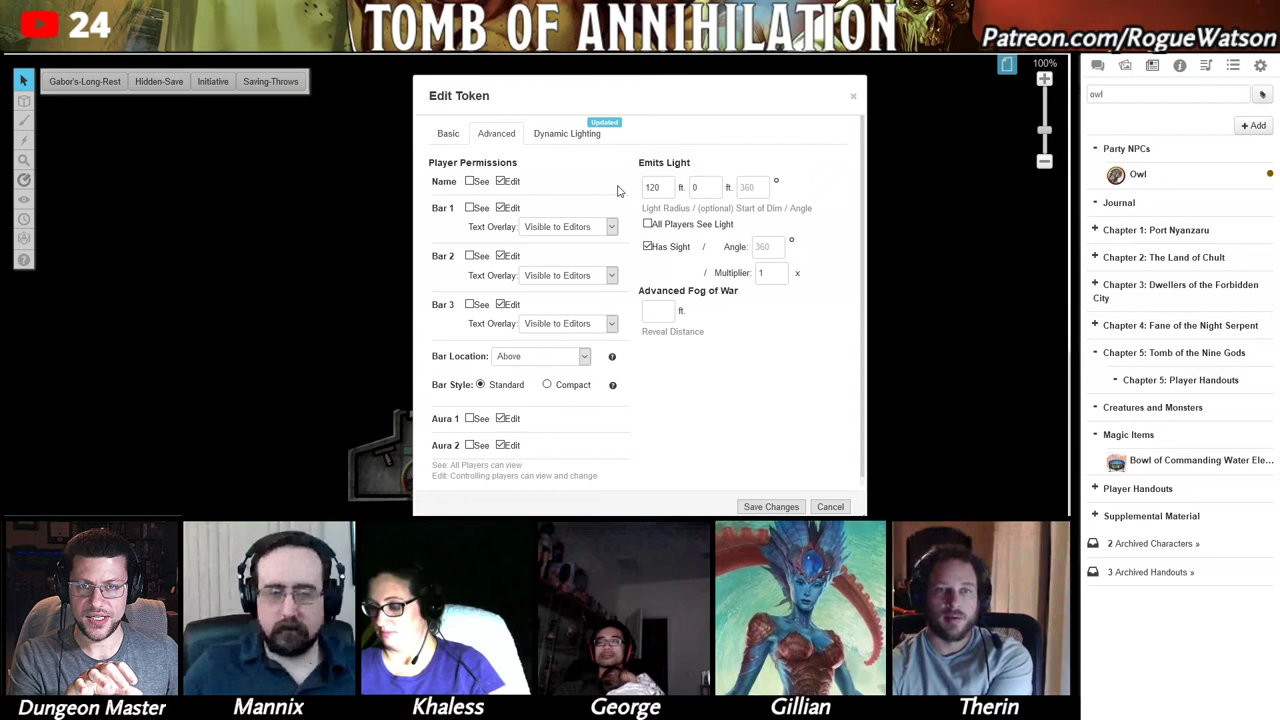 24
TOMB OF ANNIHILATION
Patreon.com/RogueWatson
Gabor's-Long-Rest
Hidden-Save
Initiative
Saving-Throws
100%
Edit Token
×
Updated
Basic
Advanced
Dynamic Lighting
Player Permissions
Name See Edit
Bar 1 See Edit
Text Overlay: Visible to Editors
Bar 2 See Edit
Text Overlay: Visible to Editors
Bar 3 See Edit
Text Overlay: Visible to Editors
Bar Location: Above
Bar Style: Standard Compact
Aura 1 See Edit
Aura 2 See Edit
See: All Players can view
Edit: Controlling players can view and change
Emits Light
120 ft. 0 ft. 360 °
Light Radius / (optional) Start of Dim / Angle
All Players See Light
Has Sight / Angle: 360 °
/ Multiplier: 1 x
Advanced Fog of War
ft.
Reveal Distance
Save Changes
Cancel
owl
+ Add
- Party NPCs
Owl
- Journal
+ Chapter 1: Port Nyanzaru
+ Chapter 2: The Land of Chult
+ Chapter 3: Dwellers of the Forbidden
City
+ Chapter 4: Fane of the Night Serpent
- Chapter 5: Tomb of the Nine Gods
- Chapter 5: Player Handouts
- Creatures and Monsters
- Magic Items
Bowl of Commanding Water Ele...
+ Player Handouts
+ Supplemental Material
2 Archived Characters »
3 Archived Handouts »
Dungeon Master
Mannix
Khaless
George
Gillian
Therin